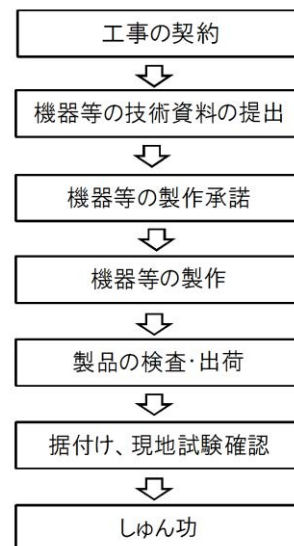 工事の契約
機器等の技術資料の提出
機器等の製作承諾
機器等の製作
製品の検査・出荷
据付け、現地試験確認
しゅん功